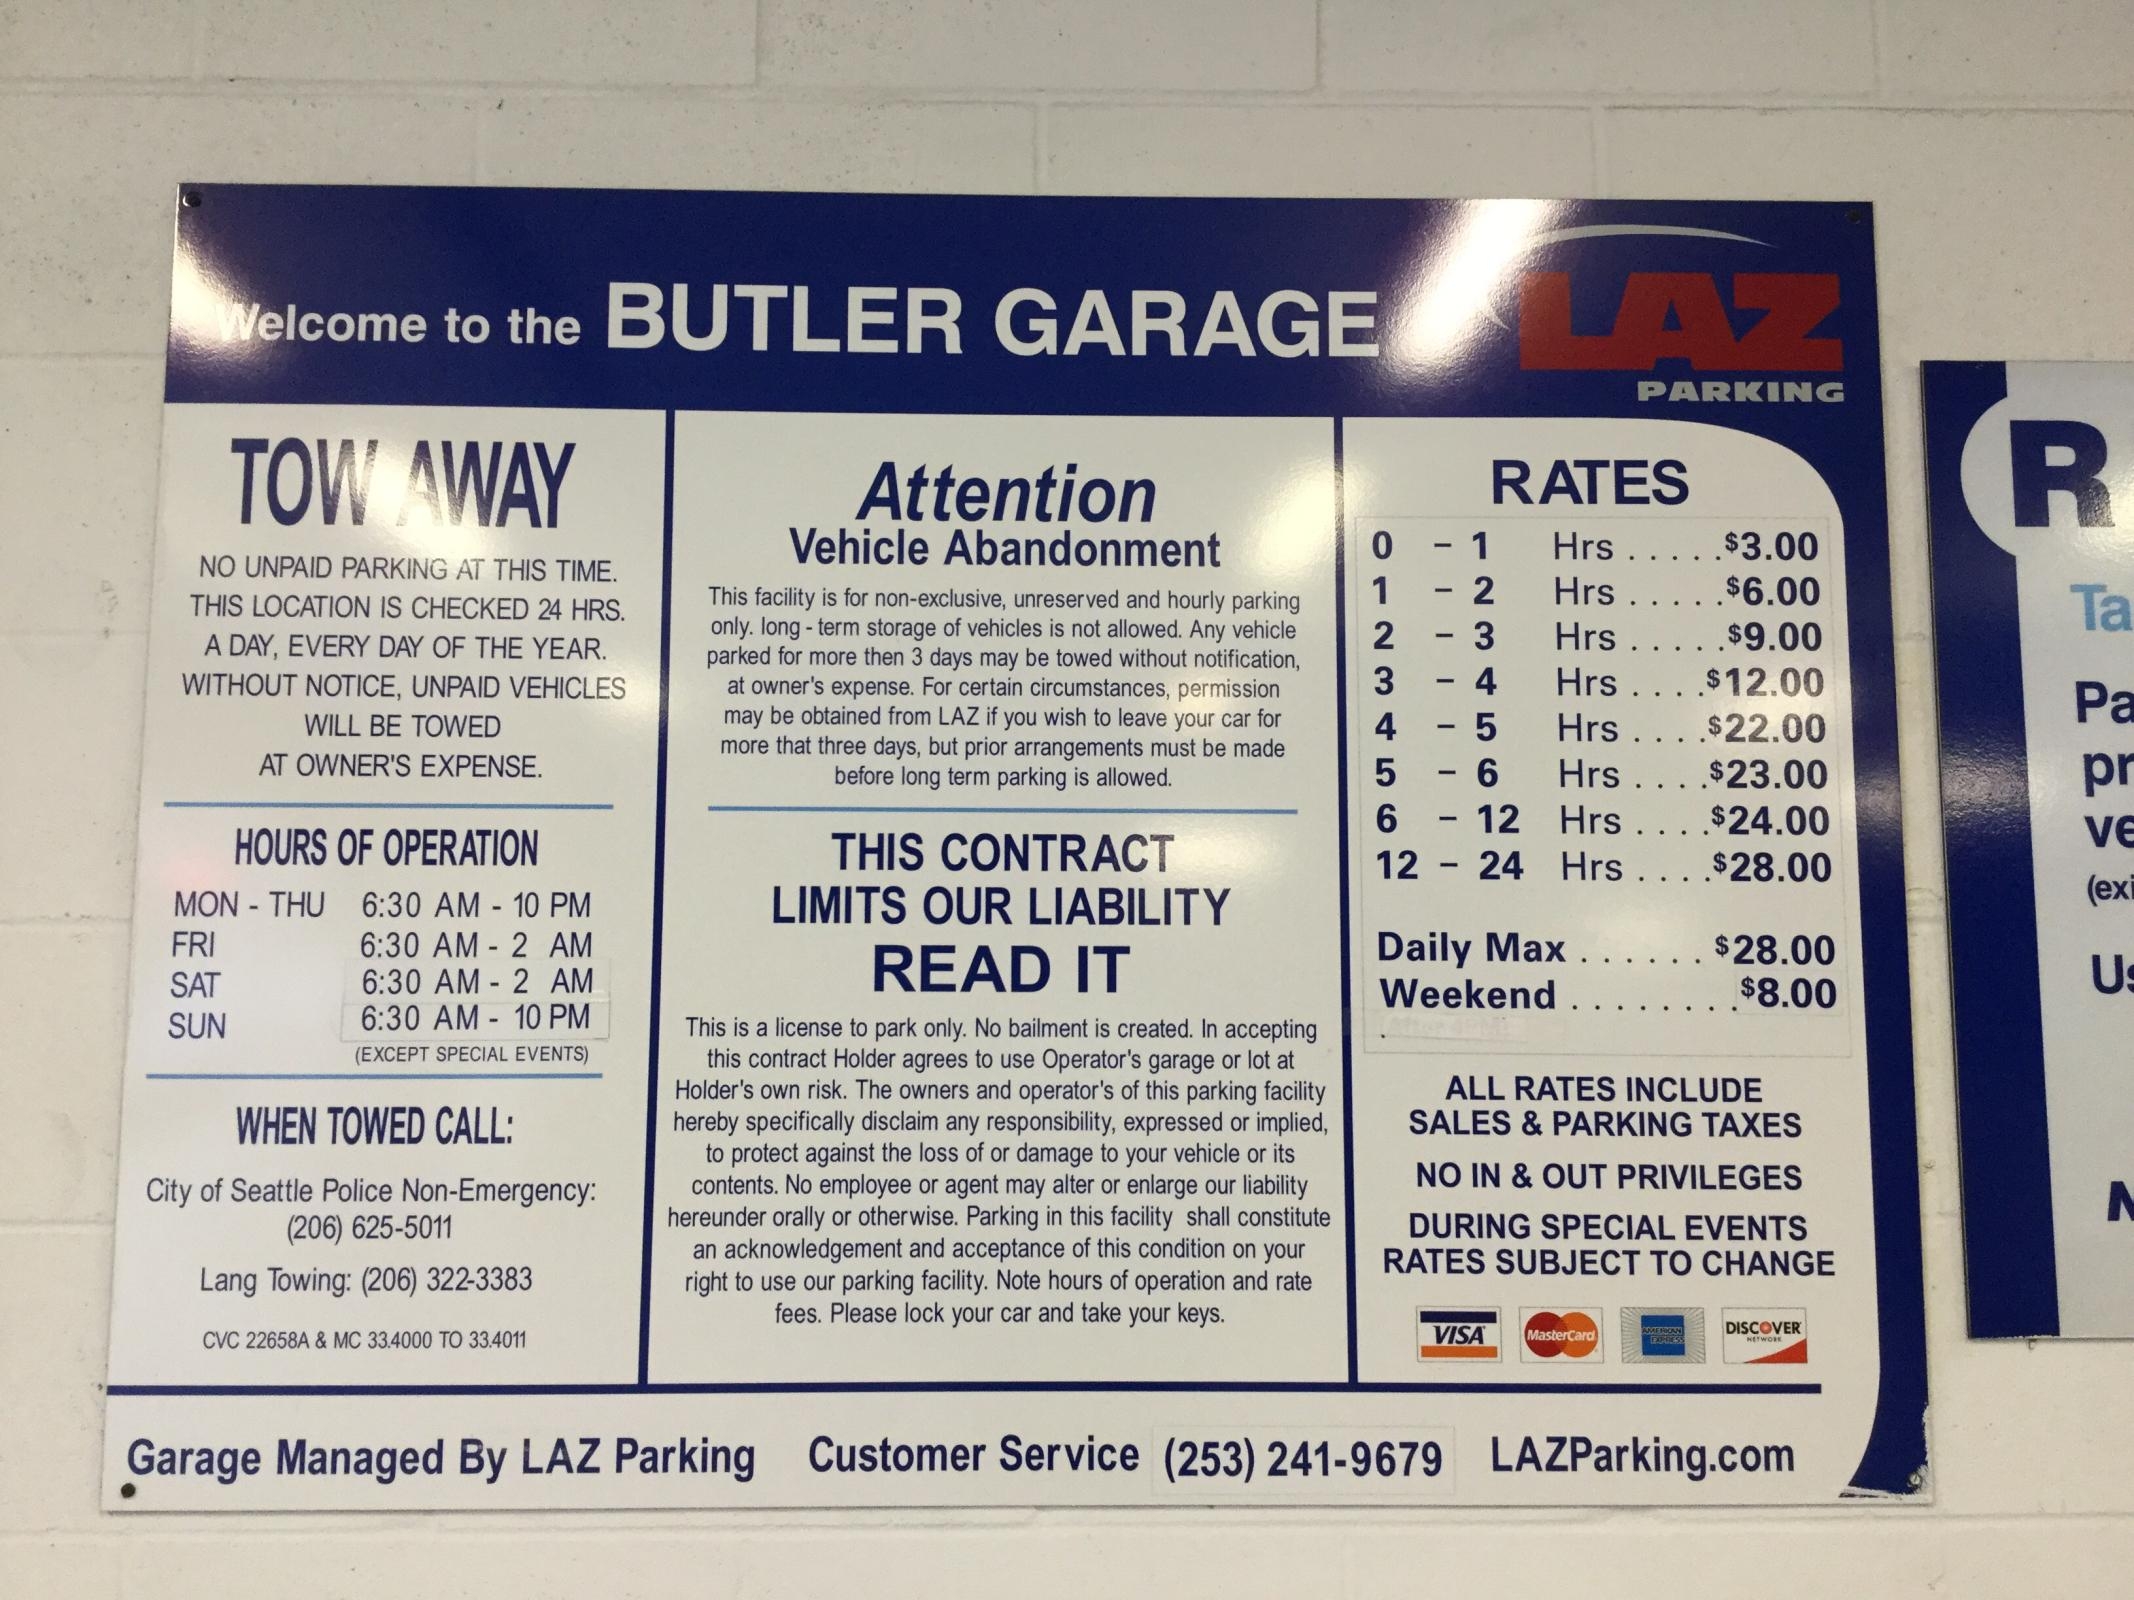 Welcome to the BUTLER GARAGE
LAZ
PARKING
TOW AWAY
NO UNPAID PARKING AT THIS TIME.
THIS LOCATION IS CHECKED 24 HRS.
A DAY, EVERY DAY OF THE YEAR.
WITHOUT NOTICE, UNPAID VEHICLES
WILL BE TOWED
AT OWNER'S EXPENSE.
HOURS OF OPERATION
MON - THU 6:30 AM - 10 PM
FRI 6:30 AM - 2 AM
SAT 6:30 AM - 2 AM
SUN 6:30 AM - 10 PM
(EXCEPT SPECIAL EVENTS)
WHEN TOWED CALL:
City of Seattle Police Non-Emergency:
(206) 625-5011
Lang Towing: (206) 322-3383
CVC 22658A & MC 33.4000 TO 33.4011
Attention
Vehicle Abandonment
This facility is for non-exclusive, unreserved and hourly parking
only. long - term storage of vehicles is not allowed. Any vehicle
parked for more then 3 days may be towed without notification,
at owner's expense. For certain circumstances, permission
may be obtained from LAZ if you wish to leave your car for
more that three days, but prior arrangements must be made
before long term parking is allowed.
THIS CONTRACT
LIMITS OUR LIABILITY
READ IT
This is a license to park only. No bailment is created. In accepting
this contract Holder agrees to use Operator's garage or lot at
Holder's own risk. The owners and operator's of this parking facility
hereby specifically disclaim any responsibility, expressed or implied,
to protect against the loss of or damage to your vehicle or its
contents. No employee or agent may alter or enlarge our liability
hereunder orally or otherwise. Parking in this facility shall constitute
an acknowledgement and acceptance of this condition on your
right to use our parking facility. Note hours of operation and rate
fees. Please lock your car and take your keys.
RATES
0 - 1 Hrs . . . . . $3.00
1 - 2 Hrs . . . . . $6.00
2 - 3 Hrs . . . . . $9.00
3 - 4 Hrs . . . . $12.00
4 - 5 Hrs . . . . $22.00
5 - 6 Hrs . . . . $23.00
6 - 12 Hrs . . . . $24.00
12 - 24 Hrs . . . . $28.00
Daily Max . . . . . . $28.00
Weekend . . . . . . . . $8.00
ALL RATES INCLUDE
SALES & PARKING TAXES
NO IN & OUT PRIVILEGES
DURING SPECIAL EVENTS
RATES SUBJECT TO CHANGE
VISA MasterCard AMERICAN EXPRESS DISCOVER NETWORK
Garage Managed By LAZ Parking Customer Service (253) 241-9679 LAZParking.com